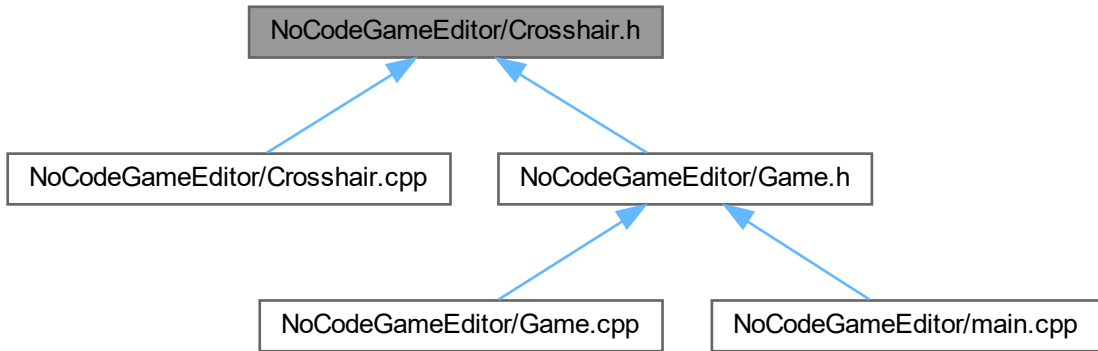 NoCodeGameEditor/Crosshair.h
NoCodeGameEditor/Crosshair.cpp
NoCodeGameEditor/Game.h
NoCodeGameEditor/Game.cpp
NoCodeGameEditor/main.cpp